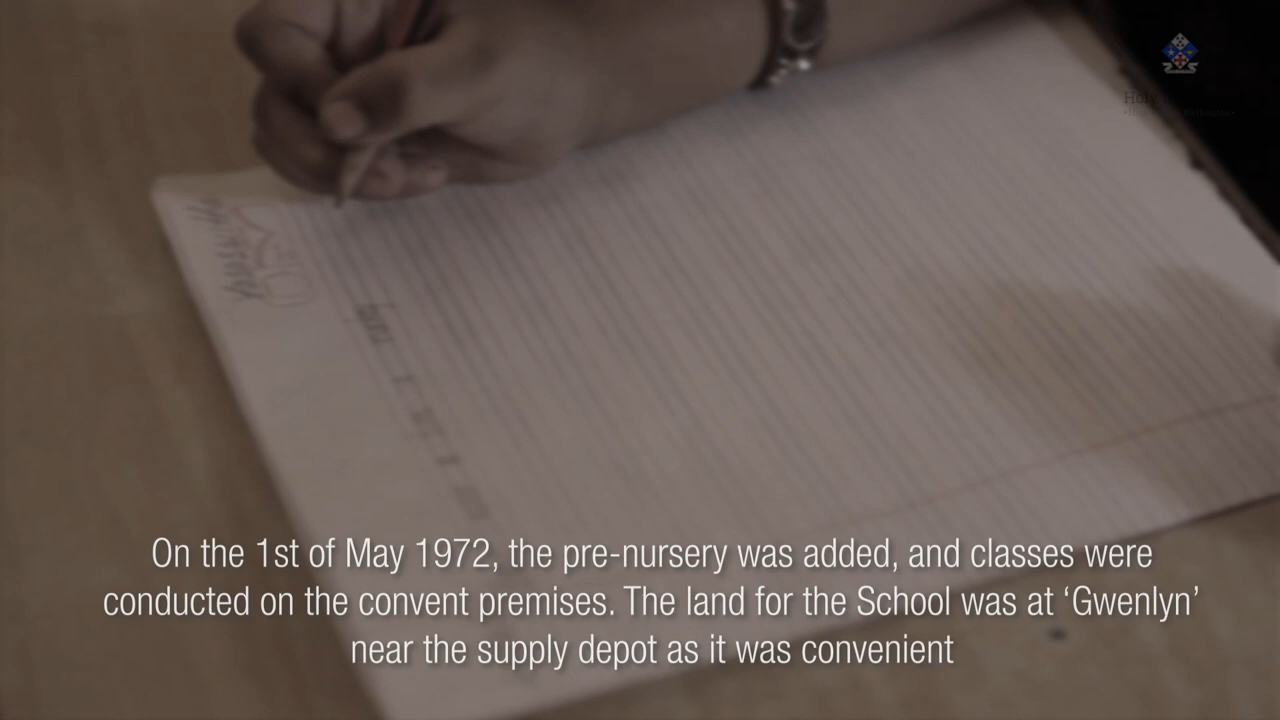 Hol
On the 1st of May 1972, the pre-nursery was added, and classes were
conducted on the convent premises. The land for the School was at ‘Gwenlyn’
near the supply depot as it was convenient